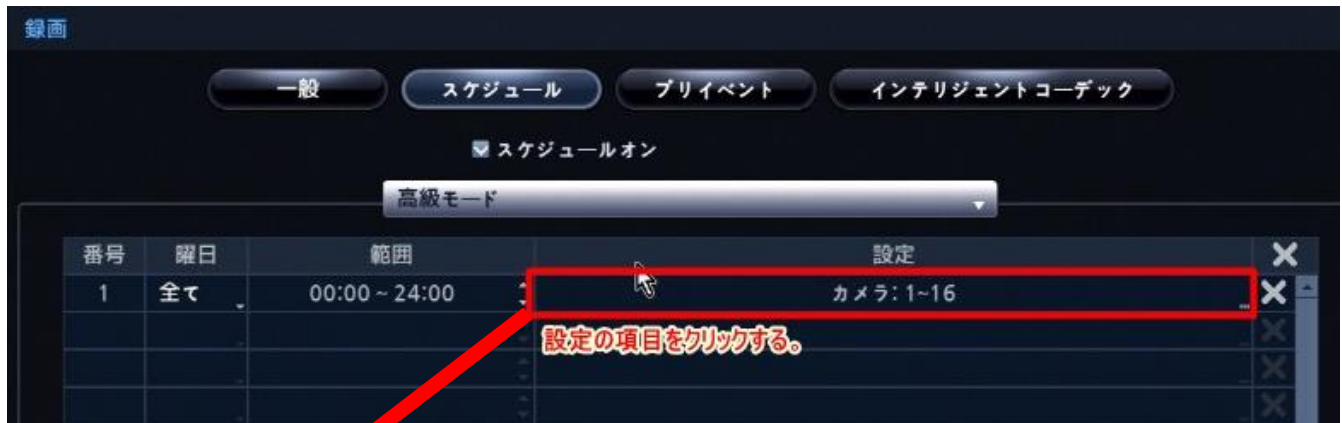 録画
一般 スケジュール プリイベント インテリジェントコーデック
スケジュールオン
高級モード
番号 曜日 範囲 設定
1 全て 00:00 ~ 24:00 カメラ: 1~16
設定の項目をクリックする。